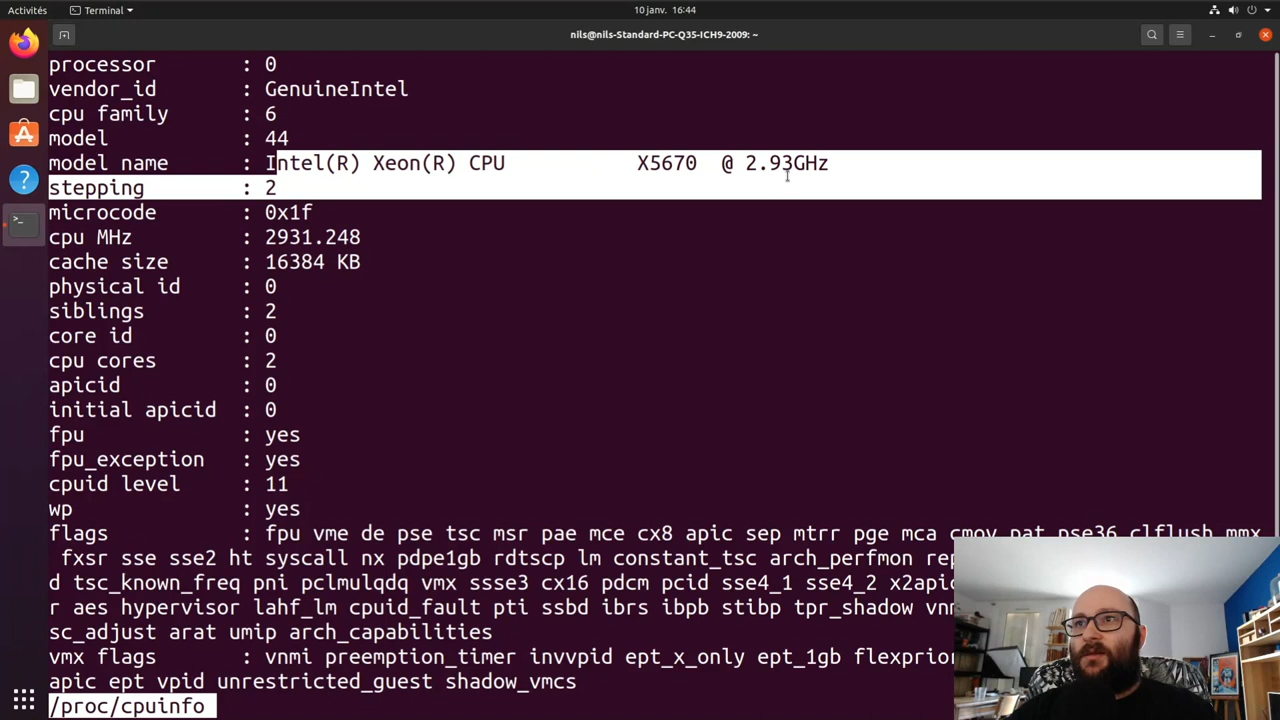 Activités
Terminal
10 janv. 16:44
nils@nils-Standard-PC-Q35-ICH9-2009: ~
processor : 0
vendor_id : GenuineIntel
cpu family : 6
model : 44
model name : Intel(R) Xeon(R) CPU X5670 @ 2.93GHz
stepping : 2
microcode : 0x1f
cpu MHz : 2931.248
cache size : 16384 KB
physical id : 0
siblings : 2
core id : 0
cpu cores : 2
apicid : 0
initial apicid : 0
fpu : yes
fpu_exception : yes
cpuid level : 11
wp : yes
flags : fpu vme de pse tsc msr pae mce cx8 apic sep mtrr pge mca cmov pat pse36 clflush mmx
fxsr sse sse2 ht syscall nx pdpe1gb rdtscp lm constant_tsc arch_perfmon rep
d tsc_known_freq pni pclmulqdq vmx ssse3 cx16 pdcm pcid sse4_1 sse4_2 x2apic
r aes hypervisor lahf_lm cpuid_fault pti ssbd ibrs ibpb stibp tpr_shadow vnm
sc_adjust arat umip arch_capabilities
vmx flags : vnmi preemption_timer invvpid ept_x_only ept_1gb flexprior
apic ept vpid unrestricted_guest shadow_vmcs
/proc/cpuinfo